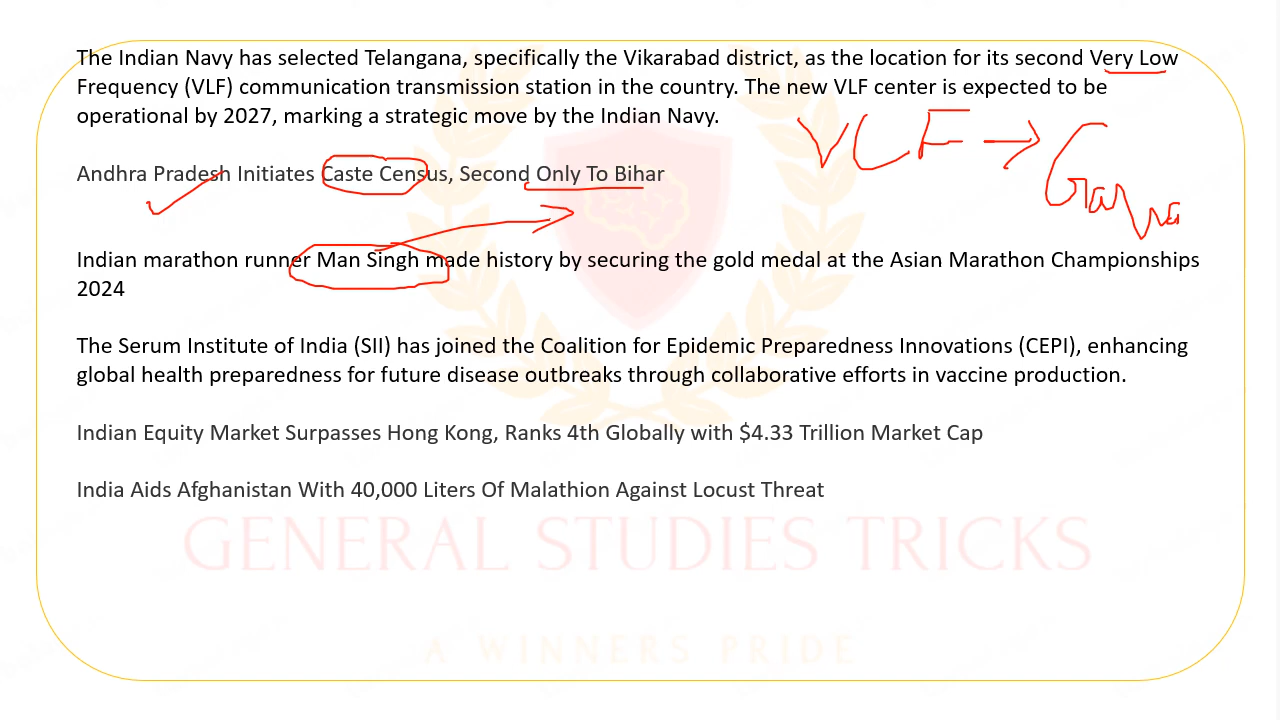 The Indian Navy has selected Telangana, specifically the Vikarabad district, as the location for its second Very Low
Frequency (VLF) communication transmission station in the country. The new VLF center is expected to be
operational by 2027, marking a strategic move by the Indian Navy.
VLF →
Andhra Pradesh Initiates Caste Census, Second Only To Bihar
Indian marathon runner Man Singh made history by securing the gold medal at the Asian Marathon Championships
2024
The Serum Institute of India (SII) has joined the Coalition for Epidemic Preparedness Innovations (CEPI), enhancing
global health preparedness for future disease outbreaks through collaborative efforts in vaccine production.
Indian Equity Market Surpasses Hong Kong, Ranks 4th Globally with $4.33 Trillion Market Cap
India Aids Afghanistan With 40,000 Liters Of Malathion Against Locust Threat
GENERAL STUDIES TRICKS
A WINNERS PRIDE